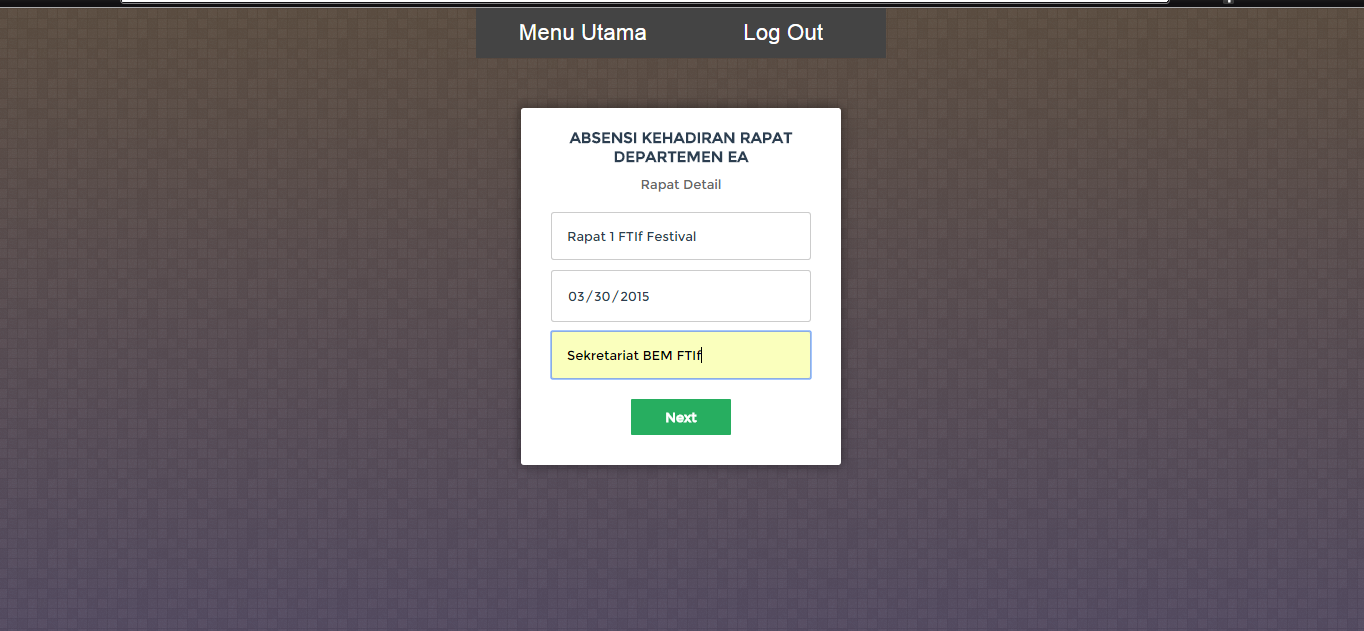 Menu Utama
Log Out
ABSENSI KEHADIRAN RAPAT
DEPARTEMEN EA
Rapat Detail
Rapat 1 FTIf Festival
03/30/2015
Sekretariat BEM FTIf
Next